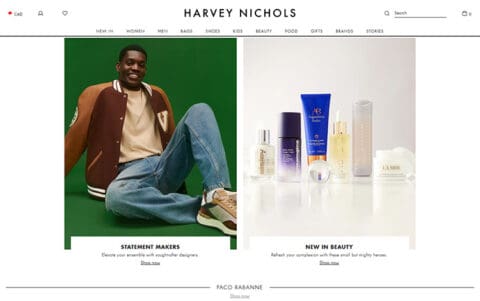 CAD
HARVEY NICHOLS
Search
0
NEW IN WOMEN MEN BAGS SHOES KIDS BEAUTY FOOD GIFTS BRANDS STORIES
STATEMENT MAKERS
Elevate your ensemble with sought-after designers
Shop now
NEW IN BEAUTY
Refresh your complexion with these small but mighty heroes
Shop now
LA MER
PACO RABANNE
Shop now